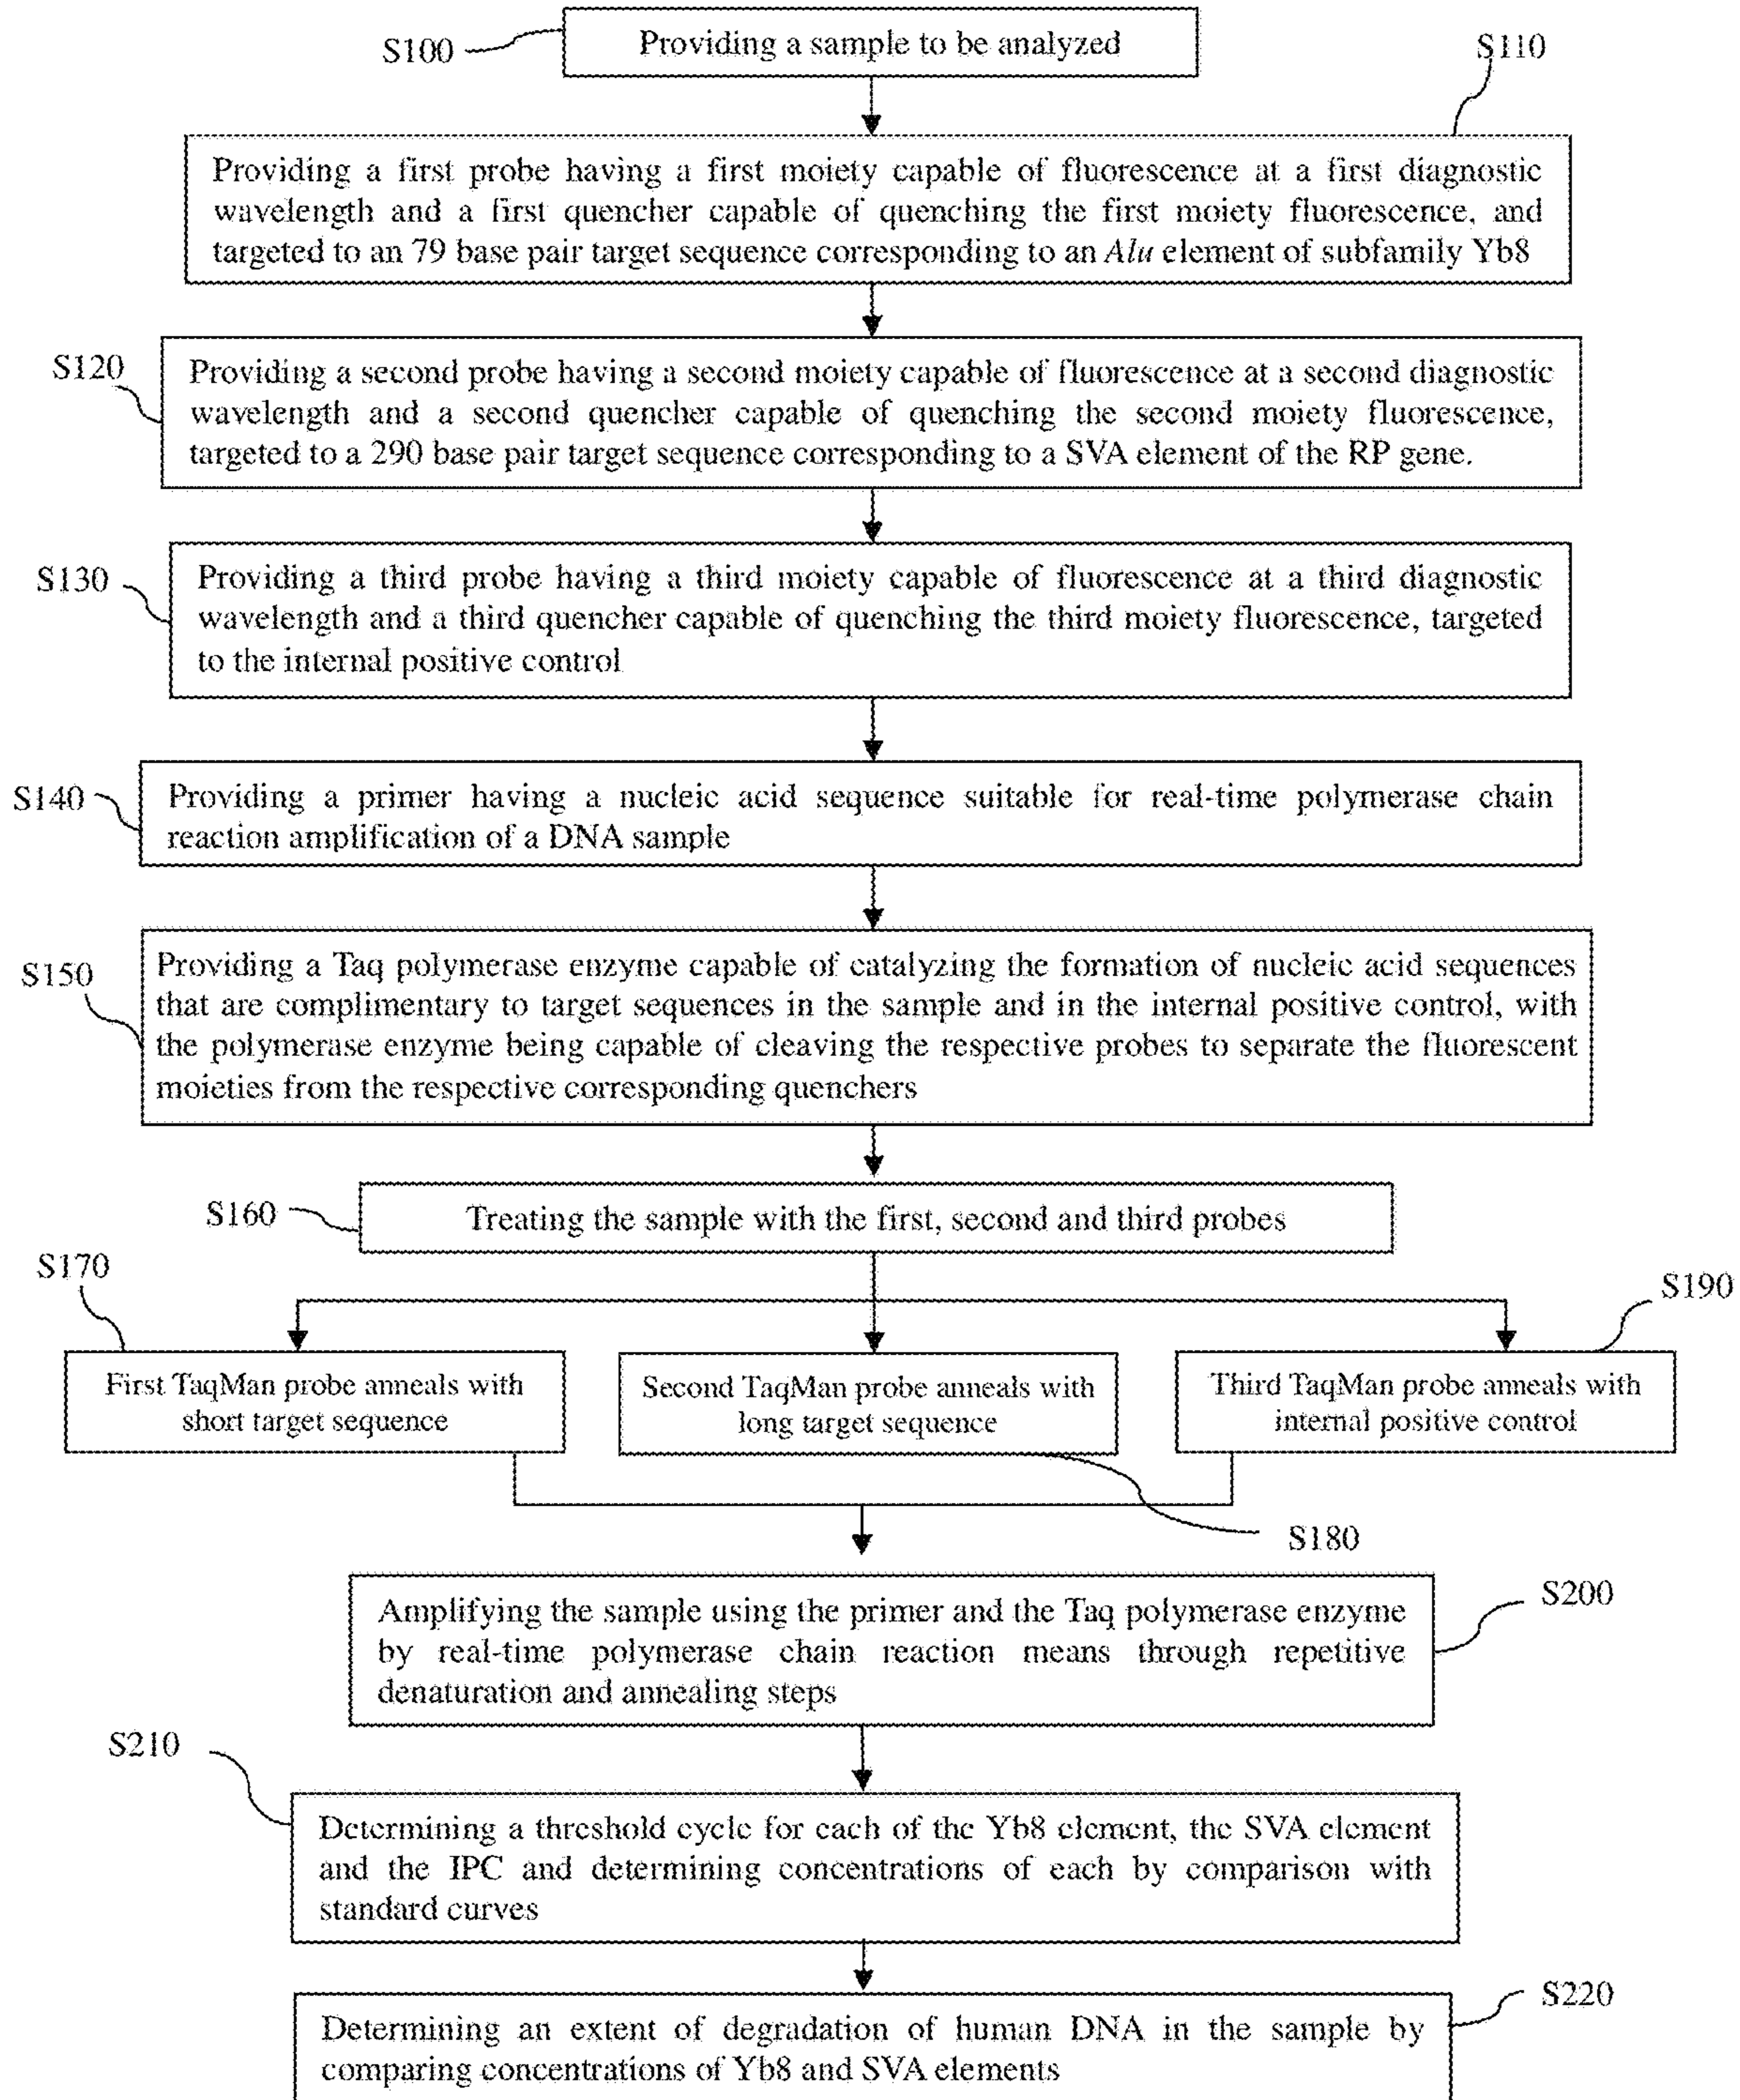 S100
Providing a sample to be analyzed
S110
Providing a first probe having a first moiety capable of fluorescence at a first diagnostic
wavelength and a first quencher capable of quenching the first moiety fluorescence, and
targeted to an 79 base pair target sequence corresponding to an Alu element of subfamily Yb8
S120
Providing a second probe having a second moiety capable of fluorescence at a second diagnostic
wavelength and a second quencher capable of quenching the second moiety fluorescence,
targeted to a 290 base pair target sequence corresponding to a SVA element of the RP gene.
S130
Providing a third probe having a third moiety capable of fluorescence at a third diagnostic
wavelength and a third quencher capable of quenching the third moiety fluorescence, targeted
to the internal positive control
S140
Providing a primer having a nucleic acid sequence suitable for real-time polymerase chain
reaction amplification of a DNA sample
S150
Providing a Taq polymerase enzyme capable of catalyzing the formation of nucleic acid sequences
that are complimentary to target sequences in the sample and in the internal positive control, with
the polymerase enzyme being capable of cleaving the respective probes to separate the fluorescent
moieties from the respective corresponding quenchers
S160
Treating the sample with the first, second and third probes
S170
S190
First TaqMan probe anneals with
short target sequence
Second TaqMan probe anneals with
long target sequence
Third TaqMan probe anneals with
internal positive control
S180
S200
Amplifying the sample using the primer and the Taq polymerase enzyme
by real-time polymerase chain reaction means through repetitive
denaturation and annealing steps
S210
Determining a threshold cycle for each of the Yb8 element, the SVA element
and the IPC and determining concentrations of each by comparison with
standard curves
S220
Determining an extent of degradation of human DNA in the sample by
comparing concentrations of Yb8 and SVA elements